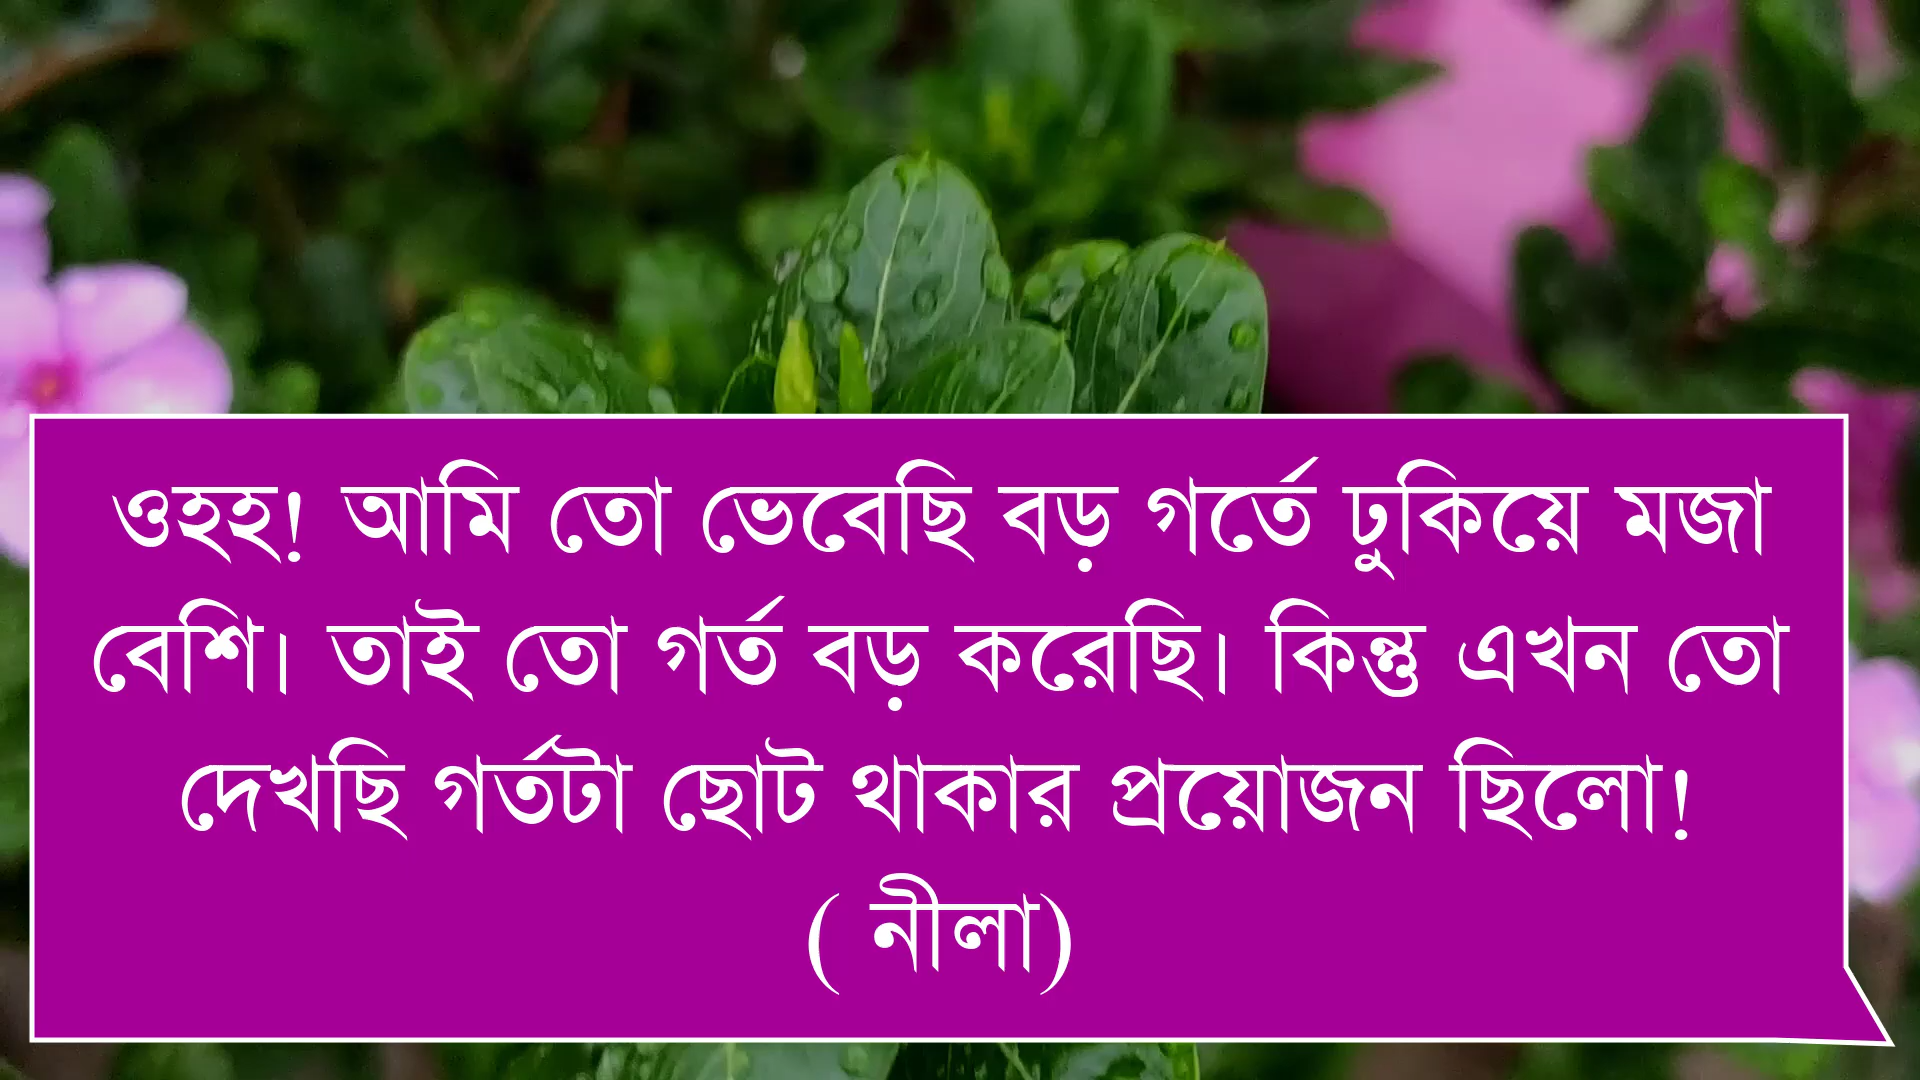 ওহহ! আমি তো ভেবেছি বড় গর্তে ঢুকিয়ে মজা
বেশি। তাই তো গর্ত বড় করেছি। কিন্তু এখন তো
দেখছি গর্তটা ছোট থাকার প্রয়োজন ছিলো!
( নীলা)